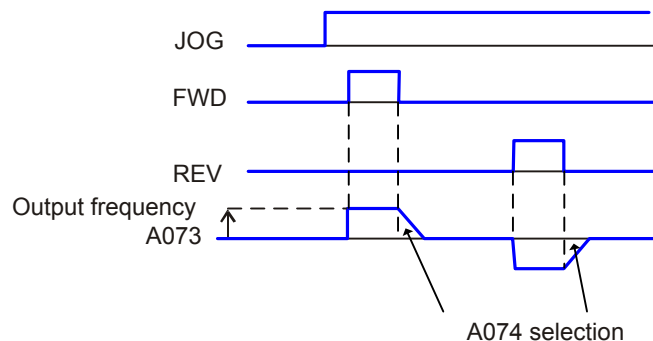 JOG
FWD
REV
Output frequency
A073
A074 selection